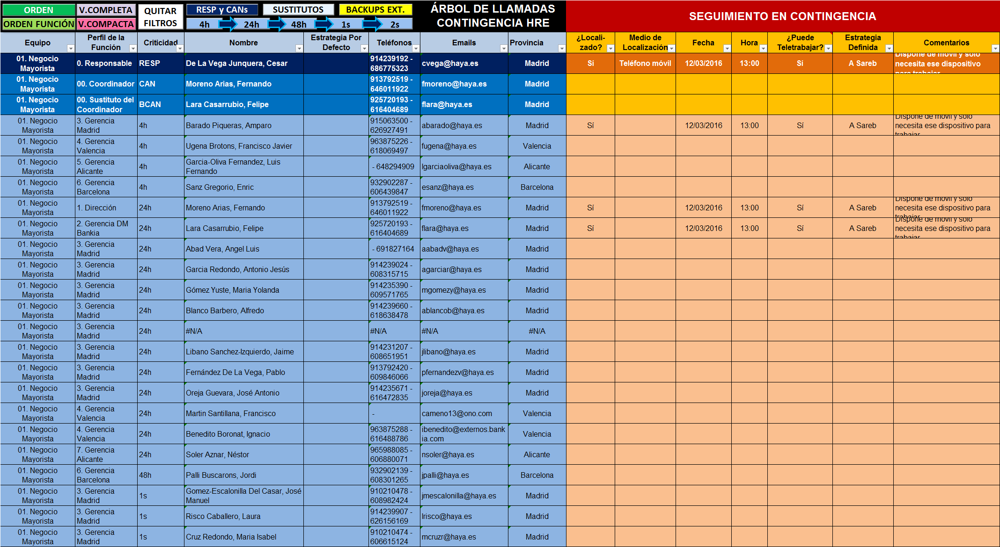 ORDEN
V.COMPLETA
QUITAR
FILTROS
RESP y CANs
SUSTITUTOS
BACKUPS EXT.
ORDEN FUNCIÓN
V.COMPACTA
4h
24h
48h
1s
2s
ÁRBOL DE LLAMADAS
CONTINGENCIA HRE
SEGUIMIENTO EN CONTINGENCIA
Equipo
Perfil de la
Función
Criticidad
Nombre
Estrategia Por
Defecto
Teléfonos
Emails
Provincia
¿Locali-
zado?
Medio de
Localización
Fecha
Hora
¿Puede
Teletrabajar?
Estrategia
Definida
Comentarios
01. Negocio
Mayorista
0. Responsable
RESP
De La Vega Junquera, Cesar
914239192 -
686775323
cvega@haya.es
Madrid
Sí
Teléfono móvil
12/03/2016
13:00
Sí
A Sareb
Dispone de móvil y sólo
necesita ese dispositivo
para trabajar
01. Negocio
Mayorista
00. Coordinador
CAN
Moreno Arias, Fernando
913792519 -
646011922
fmoreno@haya.es
Madrid
01. Negocio
Mayorista
00. Sustituto del
Coordinador
BCAN
Lara Casarrubio, Felipe
925720193 -
616404689
flara@haya.es
Madrid
01. Negocio
Mayorista
3. Gerencia
Madrid
4h
Barado Piqueras, Amparo
915063500 -
626927491
abarado@haya.es
Madrid
Sí
12/03/2016
13:00
Sí
A Sareb
Dispone de móvil y sólo
necesita ese dispositivo para
trabajar
01. Negocio
Mayorista
4. Gerencia
Valencia
4h
Ugena Brotons, Francisco Javier
963875226 -
618069497
fugena@haya.es
Valencia
01. Negocio
Mayorista
5. Gerencia
Alicante
4h
Garcia-Oliva Fernandez, Luis
Fernando
- 648294909
lgarciaoliva@haya.es
Alicante
01. Negocio
Mayorista
6. Gerencia
Barcelona
4h
Sanz Gregorio, Enric
932902287 -
606439847
esanz@haya.es
Barcelona
01. Negocio
Mayorista
1. Dirección
24h
Moreno Arias, Fernando
913792519 -
646011922
fmoreno@haya.es
Madrid
Sí
12/03/2016
13:00
Sí
A Sareb
Dispone de móvil y sólo
necesita ese dispositivo para
trabajar
01. Negocio
Mayorista
2. Gerencia DM
Bankia
24h
Lara Casarrubio, Felipe
925720193 -
616404689
flara@haya.es
Madrid
Sí
12/03/2016
13:00
Sí
A Sareb
Dispone de móvil y sólo
necesita ese dispositivo para
trabajar
01. Negocio
Mayorista
3. Gerencia
Madrid
24h
Abad Vera, Angel Luis
- 691827164
aabadv@haya.es
Madrid
01. Negocio
Mayorista
3. Gerencia
Madrid
24h
Garcia Redondo, Antonio Jesús
914239024 -
608315715
agarciar@haya.es
Madrid
01. Negocio
Mayorista
3. Gerencia
Madrid
24h
Gómez Yuste, Maria Yolanda
914235390 -
609571765
mgomezy@haya.es
Madrid
01. Negocio
Mayorista
3. Gerencia
Madrid
24h
Blanco Barbero, Alfredo
914239660 -
618638478
ablancob@haya.es
Madrid
01. Negocio
Mayorista
3. Gerencia
Madrid
24h
#N/A
#N/A
#N/A
#N/A
01. Negocio
Mayorista
3. Gerencia
Madrid
24h
Libano Sanchez-Izquierdo, Jaime
914231207 -
608651951
jlibano@haya.es
Madrid
01. Negocio
Mayorista
3. Gerencia
Madrid
24h
Fernández De La Vega, Pablo
913792420 -
609846066
pfernandezv@haya.es
Madrid
01. Negocio
Mayorista
3. Gerencia
Madrid
24h
Oreja Guevara, José Antonio
914235671 -
616472835
joreja@haya.es
Madrid
01. Negocio
Mayorista
4. Gerencia
Valencia
24h
Martin Santillana, Francisco
-
cameno13@ono.com
Valencia
01. Negocio
Mayorista
4. Gerencia
Valencia
24h
Benedito Boronat, Ignacio
963875288 -
616488786
ibenedito@externos.bank
ia.com
Valencia
01. Negocio
Mayorista
7. Gerencia
Alicante
24h
Soler Aznar, Néstor
965988085 -
606880071
nsoler@haya.es
Alicante
01. Negocio
Mayorista
6. Gerencia
Barcelona
48h
Palli Buscarons, Jordi
932902139 -
608301265
jpalli@haya.es
Barcelona
01. Negocio
Mayorista
3. Gerencia
Madrid
1s
Gomez-Escalonilla Del Casar, José
Manuel
910210478 -
608982424
jmescalonilla@haya.es
Madrid
01. Negocio
Mayorista
3. Gerencia
Madrid
1s
Risco Caballero, Laura
914239907 -
626156169
lrisco@haya.es
Madrid
01. Negocio
Mayorista
3. Gerencia
Madrid
1s
Cruz Redondo, Maria Isabel
910210474 -
606615124
mcruzr@haya.es
Madrid